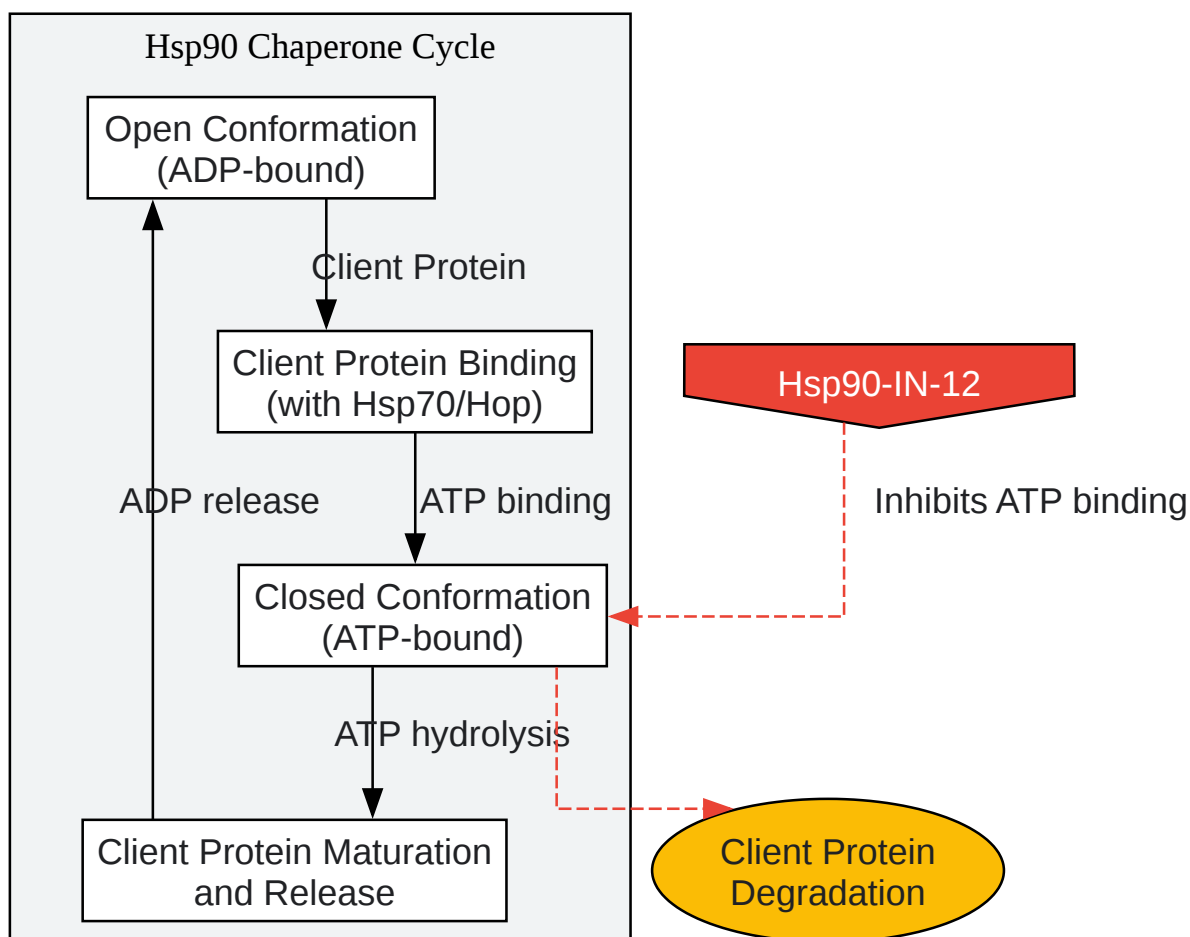 Hsp90 Chaperone Cycle
Open Conformation
(ADP-bound)
Client Protein
Client Protein Binding
(with Hsp70/Hop)
Hsp90-IN-12
ADP release
ATP binding
Inhibits ATP binding
Closed Conformation
(ATP-bound)
ATP hydrolysis
Client Protein Maturation
and Release
Client Protein
Degradation